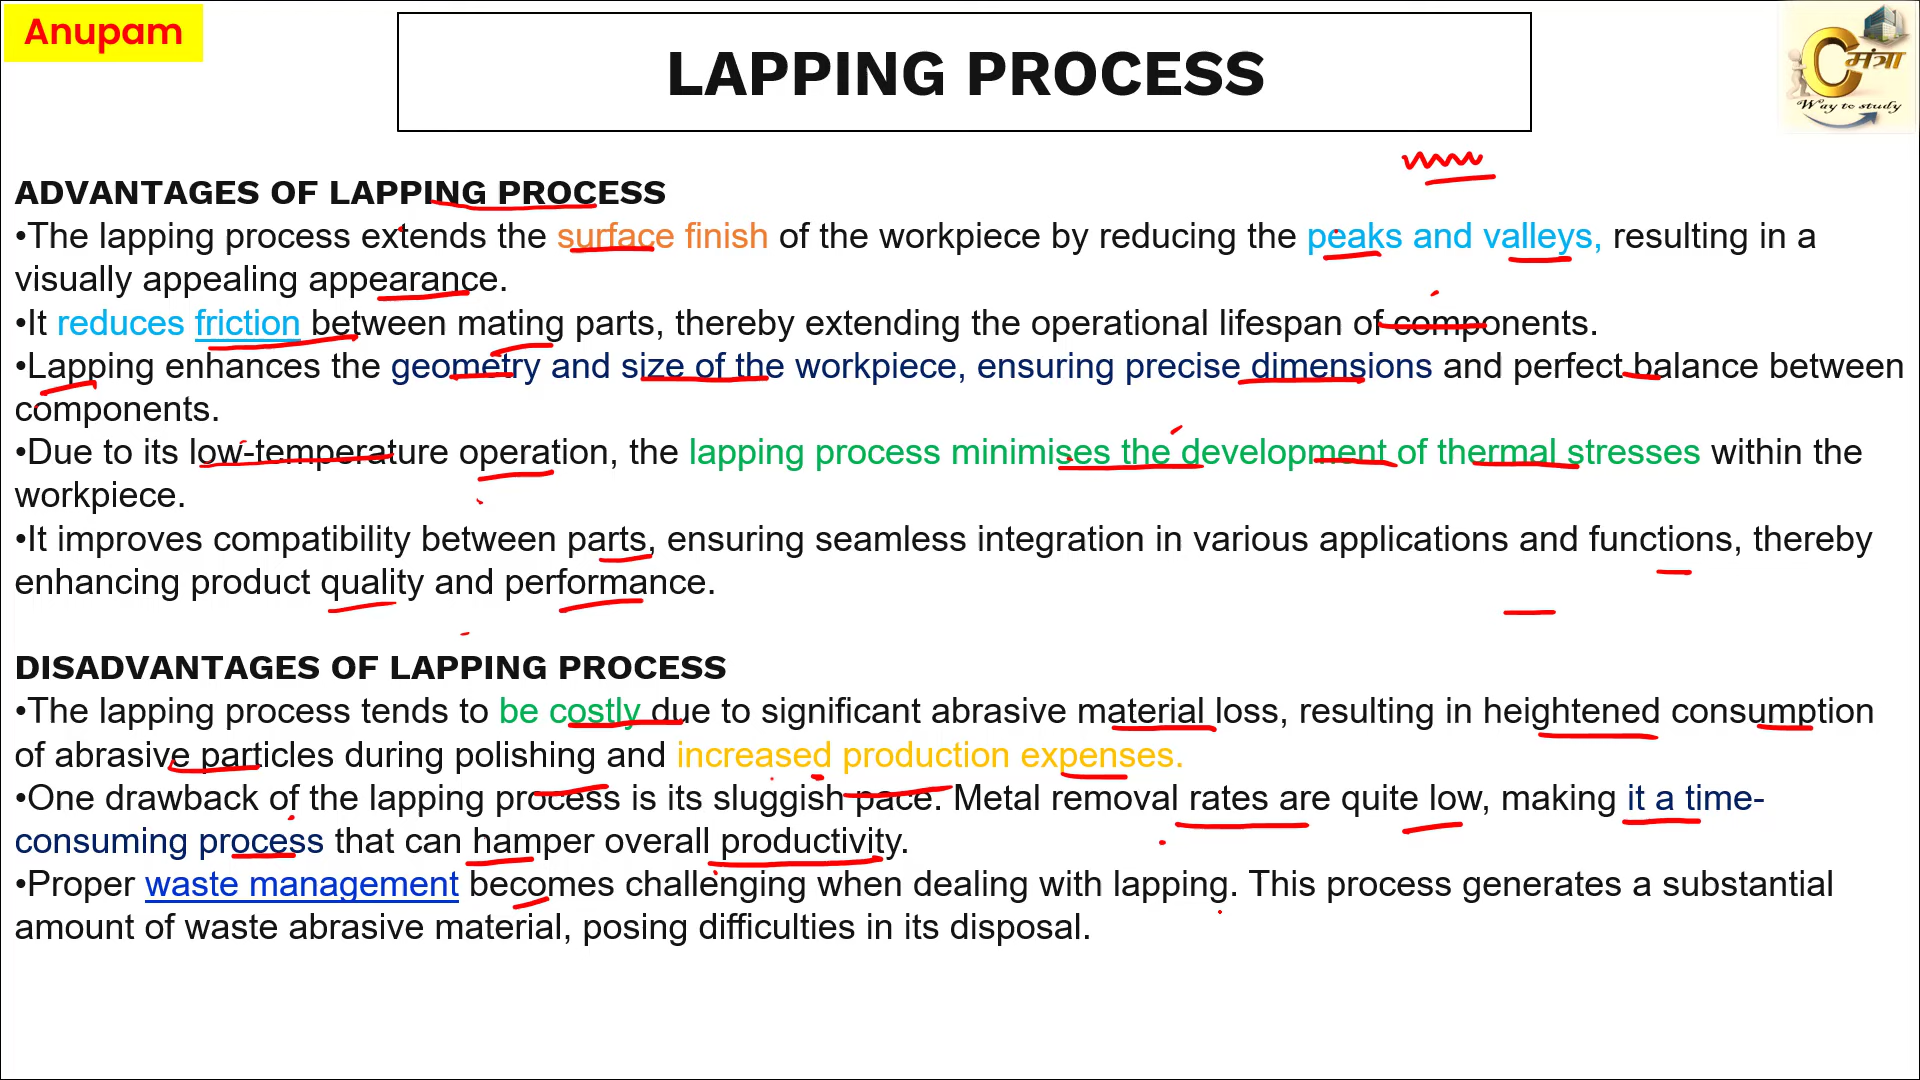 Anupam
LAPPING PROCESS
C मंत्रा
Way to study
ADVANTAGES OF LAPPING PROCESS
•The lapping process extends the surface finish of the workpiece by reducing the peaks and valleys, resulting in a
visually appealing appearance.
•It reduces friction between mating parts, thereby extending the operational lifespan of components.
•Lapping enhances the geometry and size of the workpiece, ensuring precise dimensions and perfect balance between
components.
•Due to its low-temperature operation, the lapping process minimises the development of thermal stresses within the
workpiece.
•It improves compatibility between parts, ensuring seamless integration in various applications and functions, thereby
enhancing product quality and performance.
DISADVANTAGES OF LAPPING PROCESS
•The lapping process tends to be costly due to significant abrasive material loss, resulting in heightened consumption
of abrasive particles during polishing and increased production expenses.
•One drawback of the lapping process is its sluggish pace. Metal removal rates are quite low, making it a time-
consuming process that can hamper overall productivity.
•Proper waste management becomes challenging when dealing with lapping. This process generates a substantial
amount of waste abrasive material, posing difficulties in its disposal.